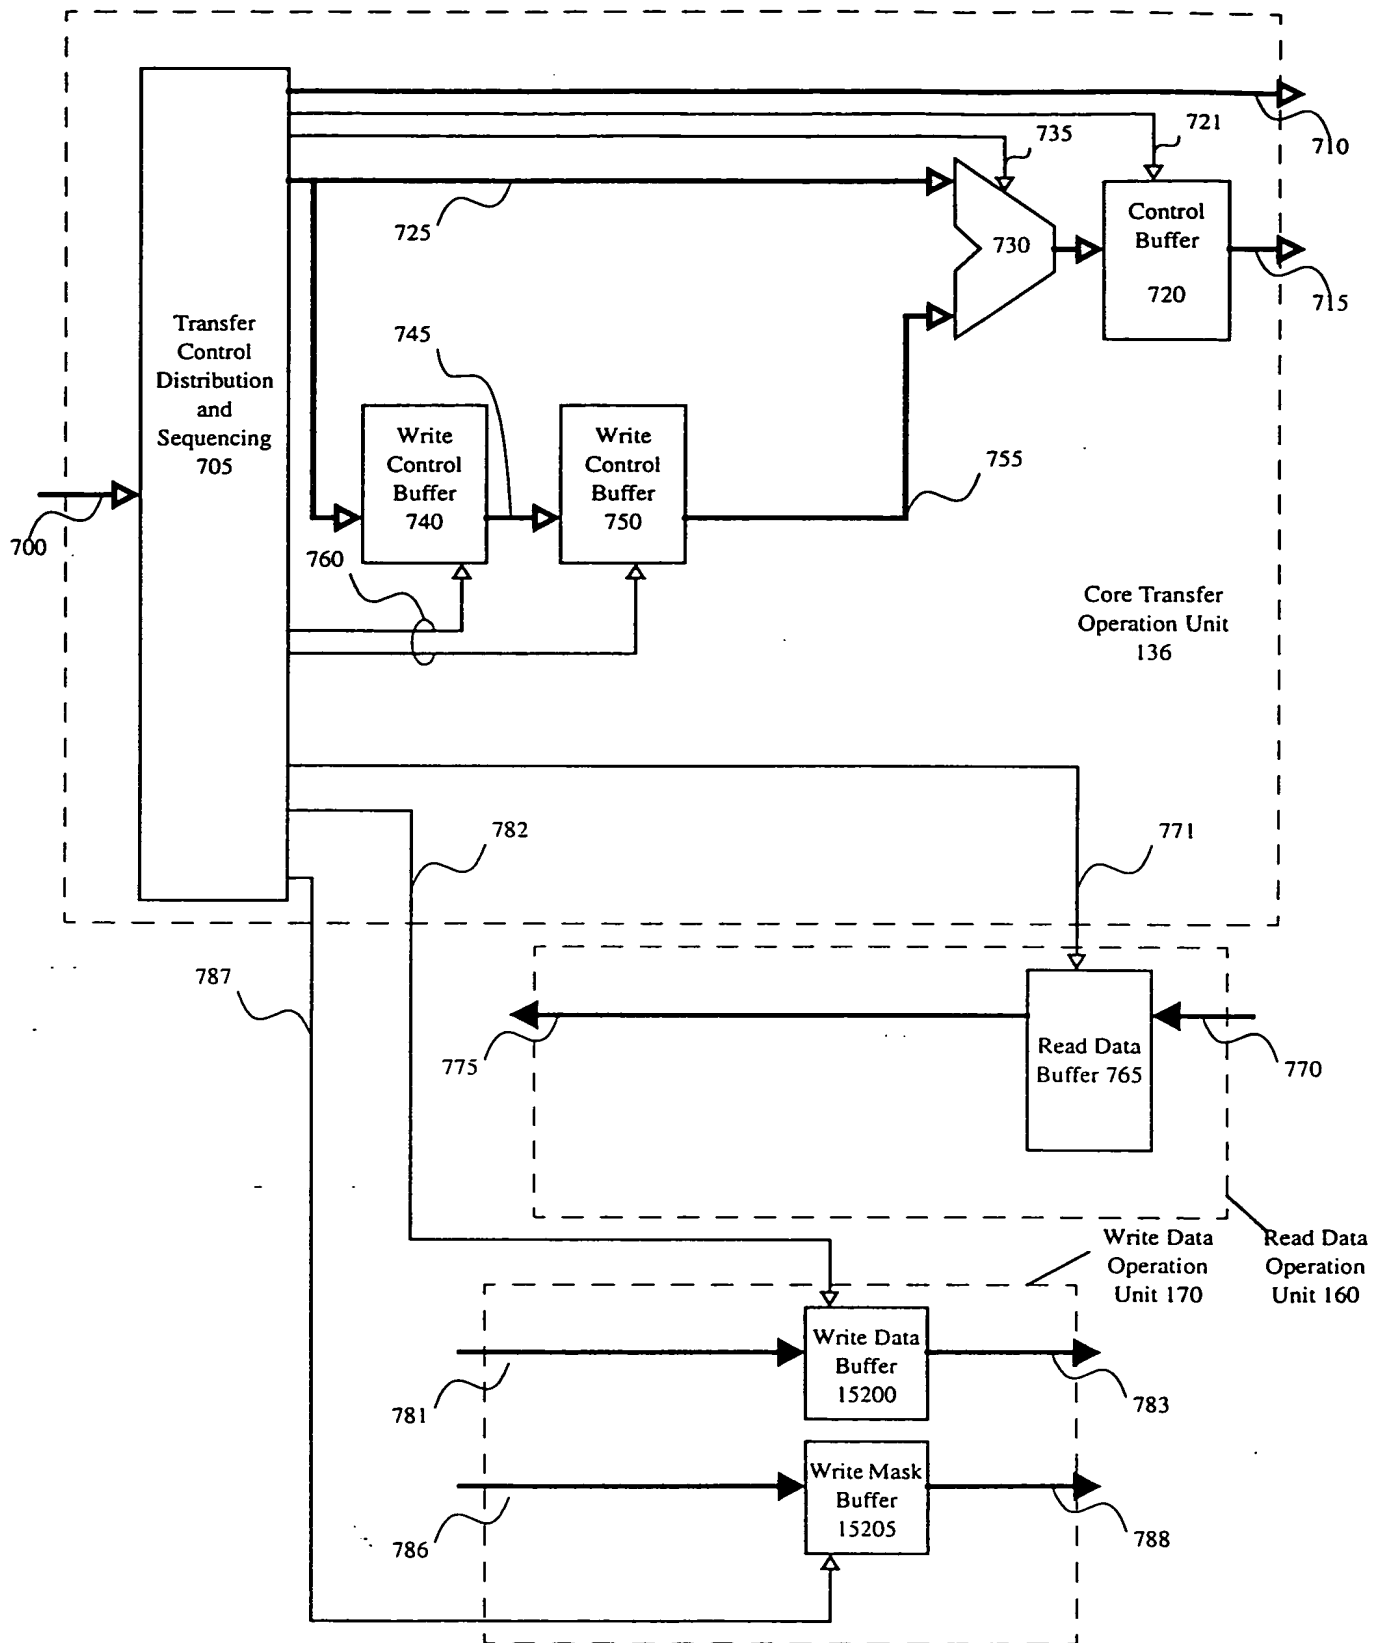 710
735
721
725
730
Control
Buffer
720
715
Transfer
Control
Distribution
and
Sequencing
705
745
Write
Control
Buffer
740
Write
Control
Buffer
750
755
700
760
Core Transfer
Operation Unit
136
782
771
787
775
Read Data
Buffer 765
770
Write Data
Operation
Unit 170
Read Data
Operation
Unit 160
781
Write Data
Buffer
15200
783
786
Write Mask
Buffer
15205
788